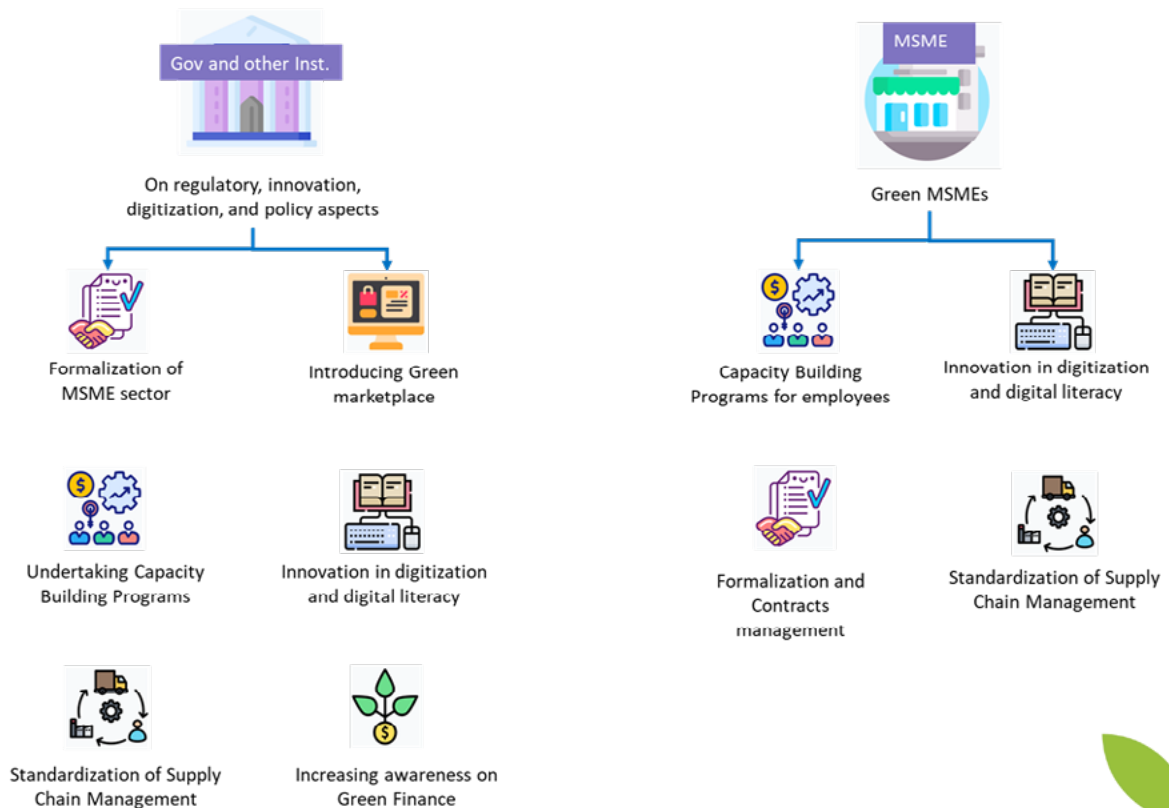 Gov and other Inst.
On regulatory, innovation,
digitization, and policy aspects
Formalization of
MSME sector
Introducing Green
marketplace
Undertaking Capacity
Building Programs
Innovation in digitization
and digital literacy
Standardization of Supply
Chain Management
Increasing awareness on
Green Finance
MSME
Green MSMEs
Capacity Building
Programs for employees
Innovation in digitization
and digital literacy
Formalization and
Contracts
management
Standardization of Supply
Chain Management